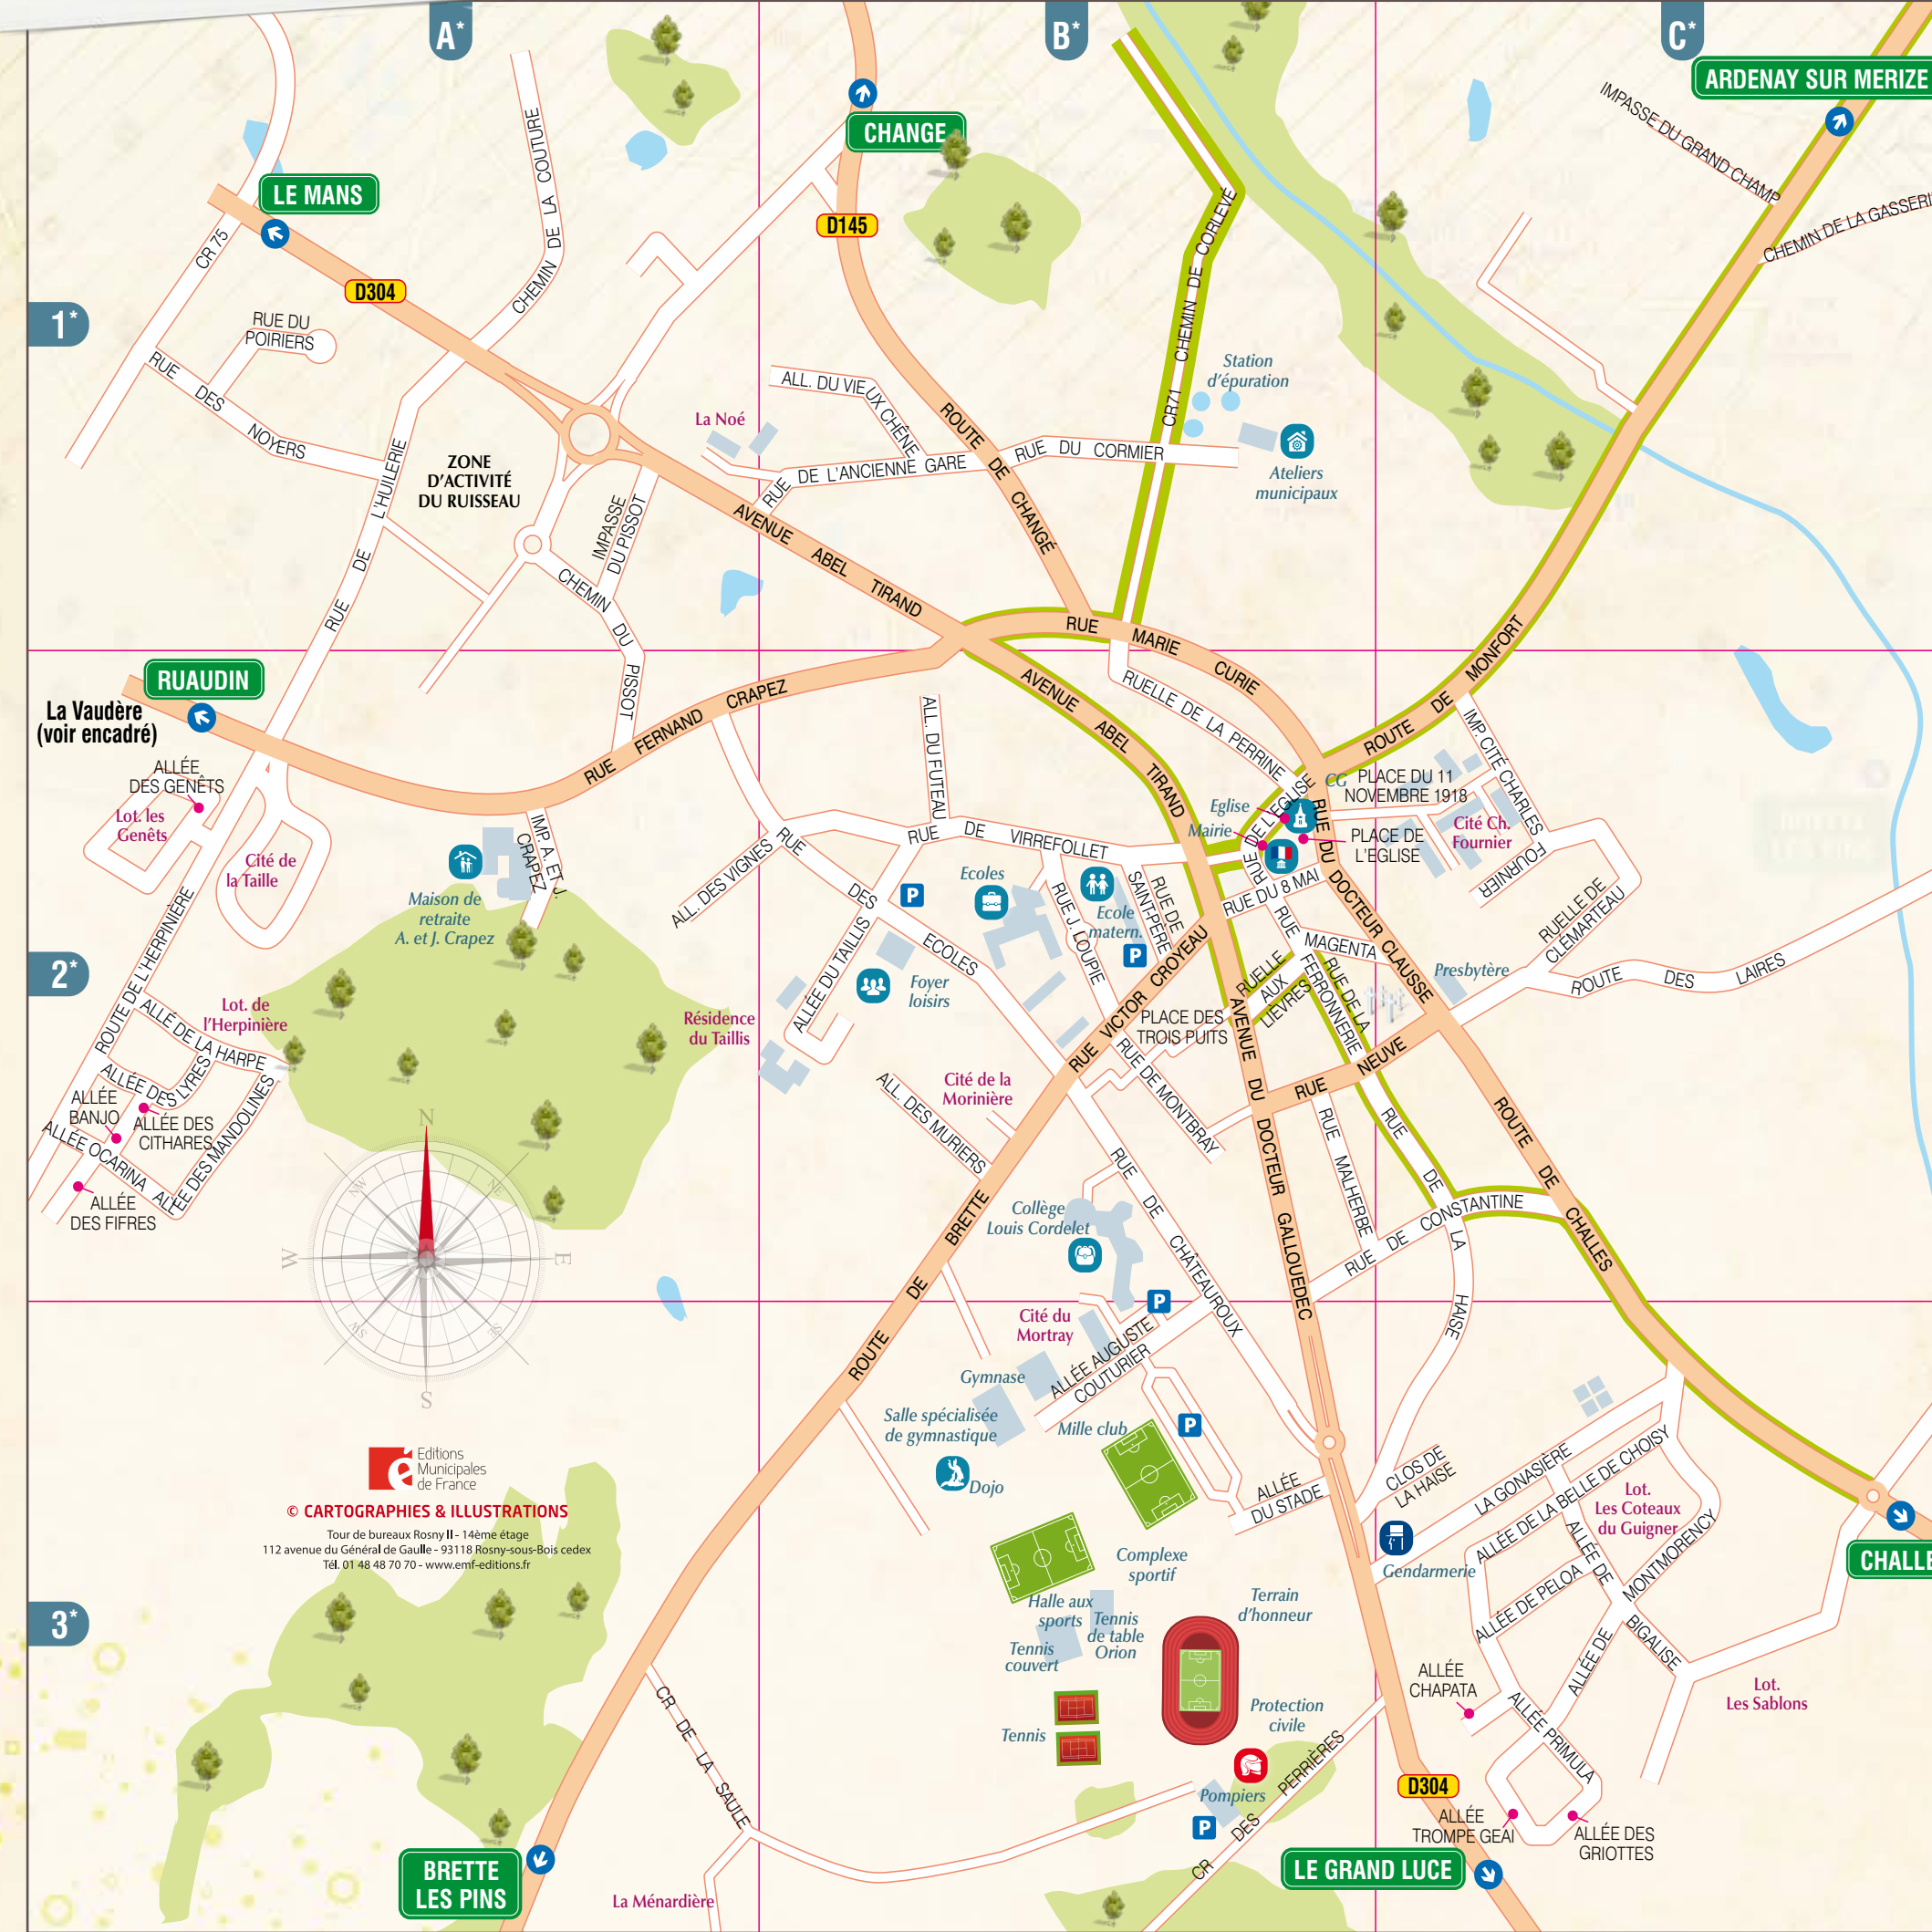 A*
B*
C*
1*
2*
3*
LE MANS
CHANGE
ARDENAY SUR MERIZE
D145
D304
CR 75
CHEMIN DE LA COUTURE
RUE DU
POIRIERS
RUE DES NOYERS
RUE DE L'HUILERIE
ZONE
D'ACTIVITÉ
DU RUISSEAU
IMPASSE
DU PISSOT
CHEMIN DU PISSOT
La Noé
ALL. DU VIEUX CHÊNE
RUE DE L'ANCIENNE GARE
RUE DU CORMIER
ROUTE DE CHANGÉ
CR71 CHEMIN DE CORLEVÉ
Station
d'épuration
Ateliers
municipaux
IMPASSE DU GRAND CHAMP
CHEMIN DE LA GASSERI
AVENUE ABEL TIRAND
RUE MARIE CURIE
ROUTE DE MONFORT
RUAUDIN
La Vaudère
(voir encadré)
ALLÉE
DES GENÊTS
Lot. les
Genêts
Cité de
la Taille
RUE FERNAND CRAPEZ
IMP. A. ET J.
CRAPEZ
Maison de
retraite
A. et J. Crapez
ROUTE DE L'HERPINIÈRE
Lot. de
l'Herpinière
ALLÉ DE LA HARPE
ALLÉE DES LYRES
ALLÉE
BANJO
ALLÉE DES
CITHARES
ALLÉE OCARINA
ALLÉE DES MANDOLINES
ALLÉE
DES FIFRES
N
NE
E
SE
S
SW
W
NW
ALL. DU FUTEAU
AVENUE ABEL TIRAND
RUELLE DE LA PERRINE
RUE DE VIRREFOLLET
ALL. DES VIGNES
RUE DES ECOLES
P
ALLÉE DU TAILLIS
Foyer
loisirs
Résidence
du Taillis
Ecoles
Ecole
matern.
P
RUE J. LOUPIE
RUE DE
SAINT-PÈRE
RUE VICTOR CROYEAU
Eglise
Mairie
RUE DE L'EGLISE
CG
PLACE DU 11
NOVEMBRE 1918
PLACE DE
L'EGLISE
RUE DU 8 MAI
IMP. CITÉ CHARLES FOURNIER
Cité Ch.
Fournier
RUE DU DOCTEUR CLAUSSE
RUE MAGENTA
RUE DE LA
FERRONNERIE
RUELLE
AUX
LIEVRES
PLACE DES
TROIS PUITS
Presbytère
RUELLE DE
CLEMARTEAU
ROUTE DES LAIRES
RUE NEUVE
RUE DE MONTBRAY
AVENUE DU DOCTEUR GALLOUEDEC
RUE MALHERBE
RUE DE LA HAISE
RUE DE CONSTANTINE
ROUTE DE CHALLES
ALL. DES MURIERS
Cité de la
Morinière
ROUTE DE BRETTE
Collège
Louis Cordelet
RUE DE CHÂTEAUROUX
P
Cité du
Mortray
ALLÉE AUGUSTE
COUTURIER
Gymnase
Salle spécialisée
de gymnastique
Mille club
P
Dojo
ALLÉE
DU STADE
Complexe
sportif
Halle aux
sports
Tennis
de table
Orion
Tennis
couvert
Tennis
Terrain
d'honneur
Protection
civile
Pompiers
P
CR DES PERRIÈRES
CLOS DE
LA HAISE
Gendarmerie
LA GONASIÈRE
ALLÉE DE LA BELLE DE CHOISY
Lot.
Les Coteaux
du Guigner
ALLÉE DE MONTMORENCY
ALLÉE DE PELOA
ALLÉE DE BIGALISE
ALLÉE
CHAPATA
ALLÉE PRIMULA
Lot.
Les Sablons
ALLÉE
TROMPE GEAI
ALLÉE DES
GRIOTTES
D304
CHALLE
LE GRAND LUCE
CR DE LA SAULE
La Ménardière
BRETTE
LES PINS
Editions
Municipales
de France
© CARTOGRAPHIES & ILLUSTRATIONS
Tour de bureaux Rosny II - 14ème étage
112 avenue du Général de Gaulle - 93118 Rosny-sous-Bois cedex
Tél. 01 48 48 70 70 - www.emf-editions.fr